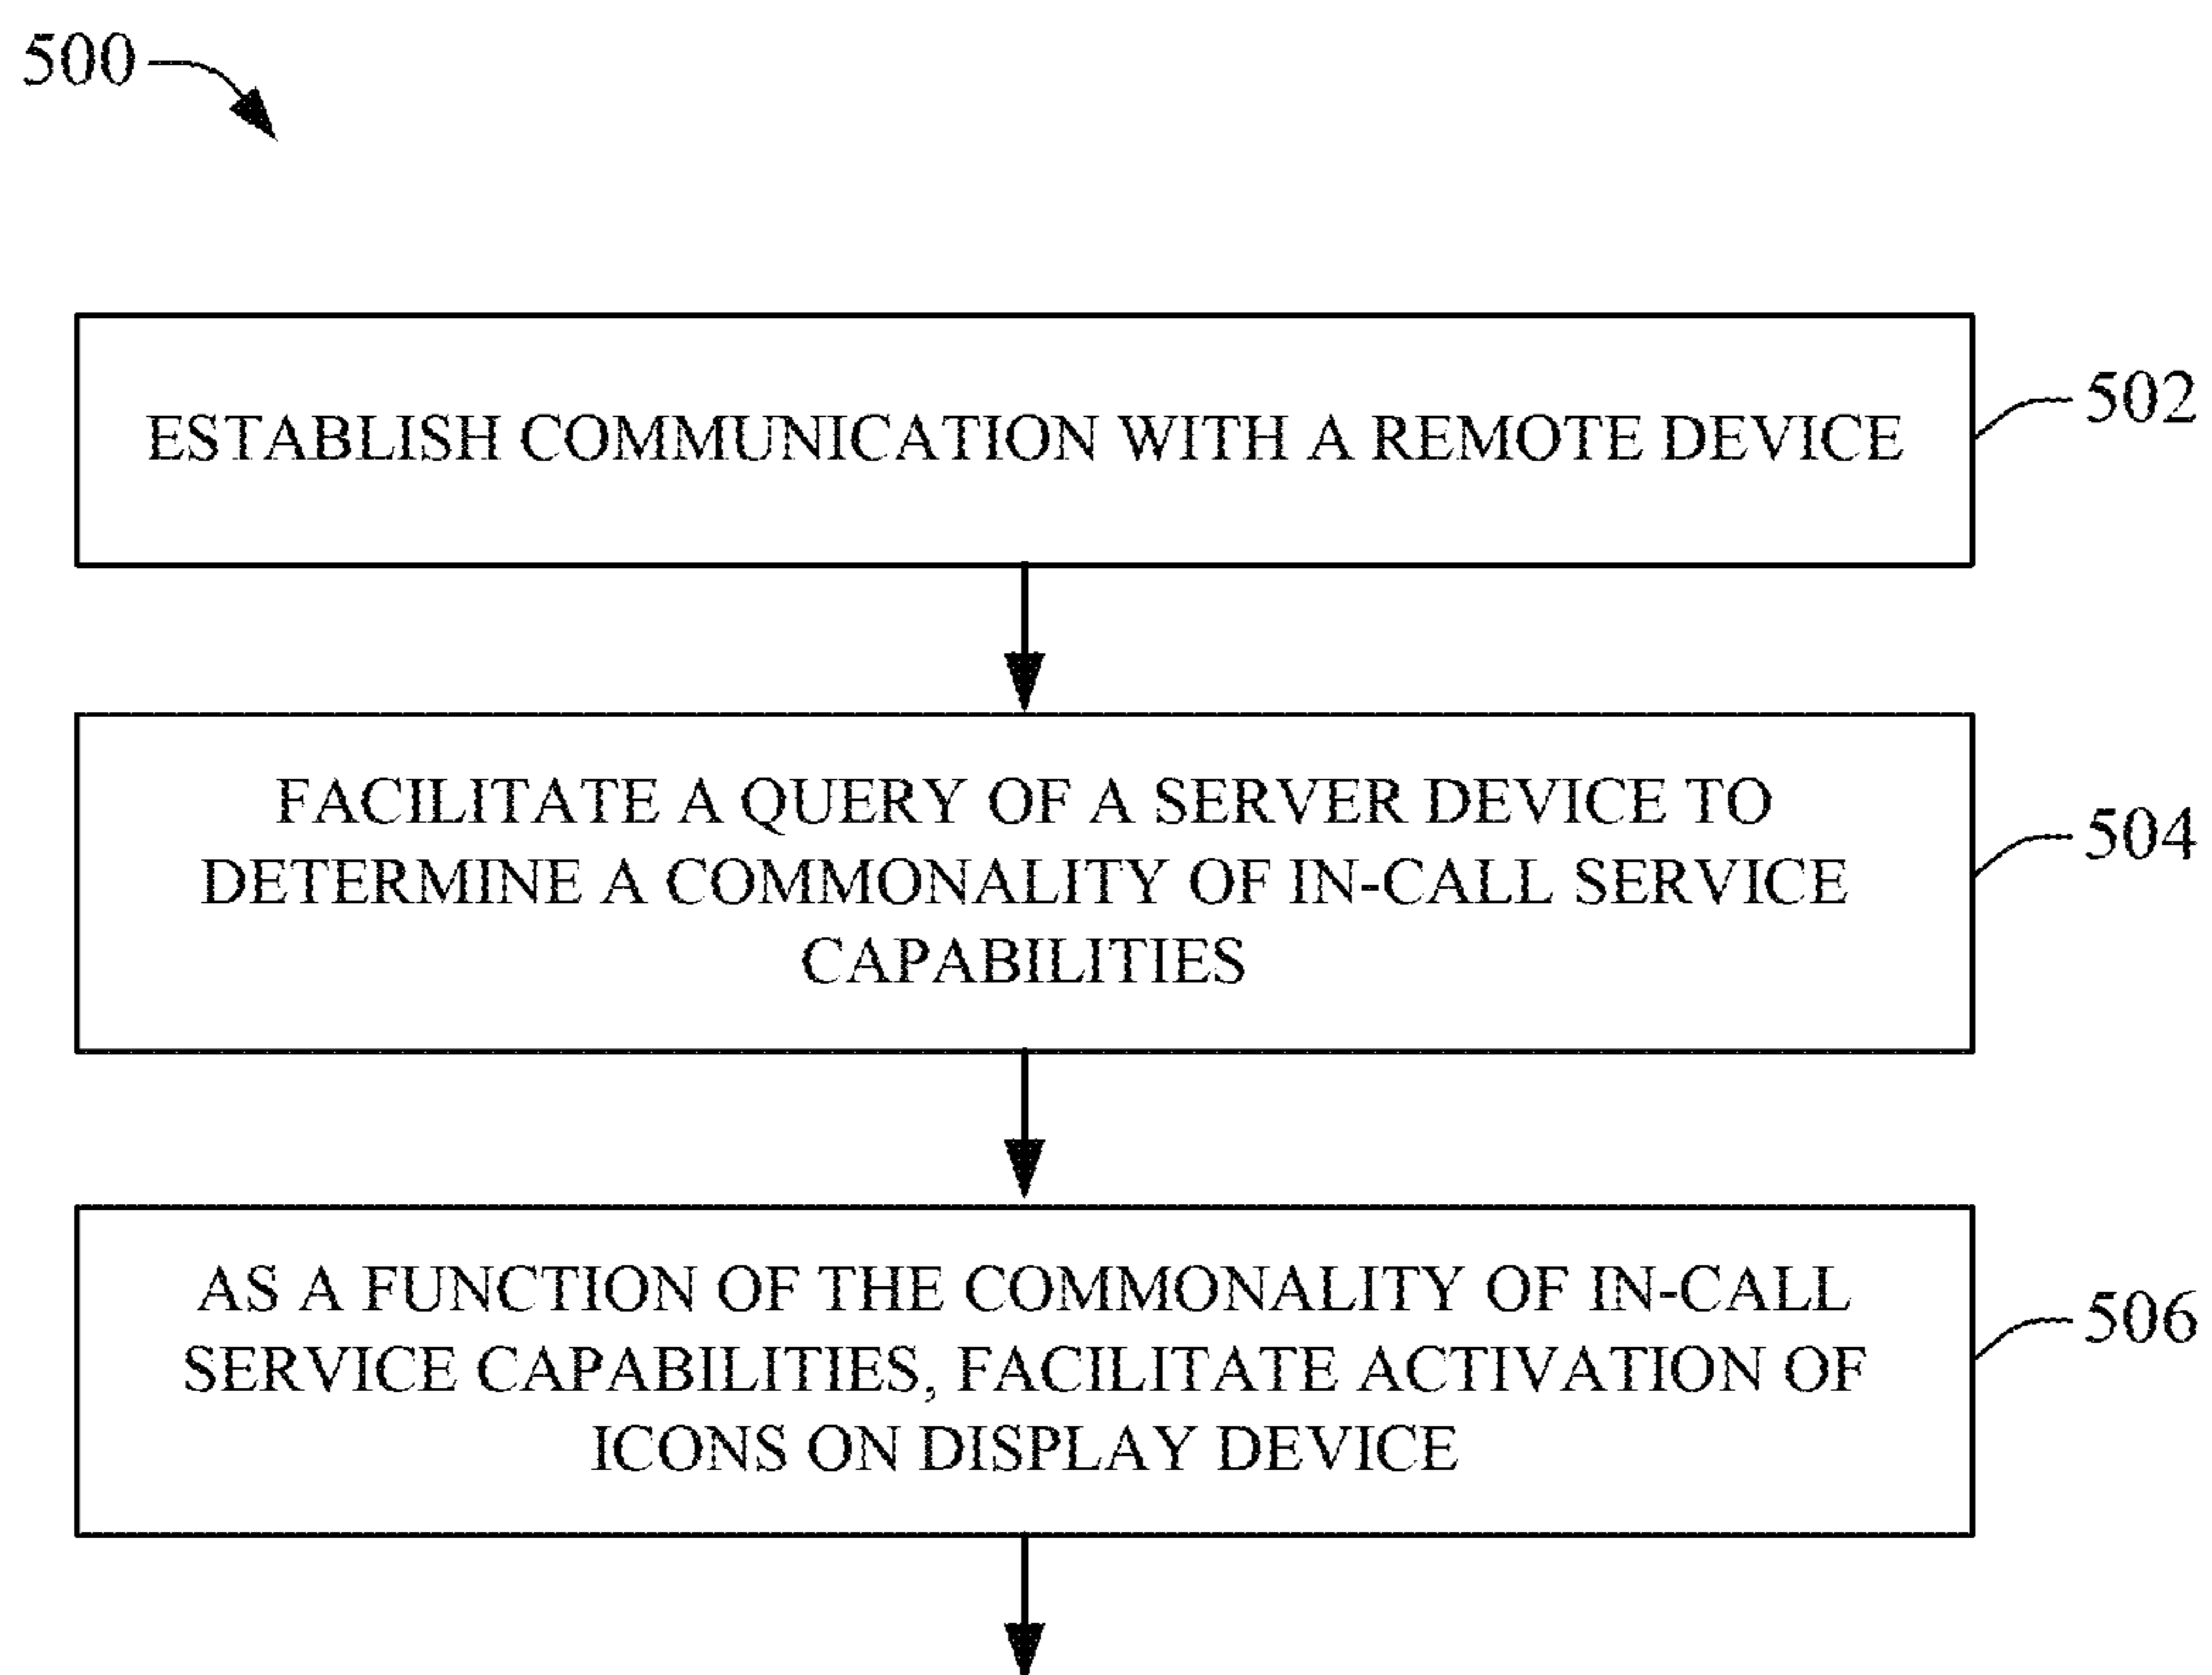 500
ESTABLISH COMMUNICATION WITH A REMOTE DEVICE
502
FACILITATE A QUERY OF A SERVER DEVICE TO
DETERMINE A COMMONALITY OF IN-CALL SERVICE
CAPABILITIES
504
AS A FUNCTION OF THE COMMONALITY OF IN-CALL
SERVICE CAPABILITIES, FACILITATE ACTIVATION OF
ICONS ON DISPLAY DEVICE
506